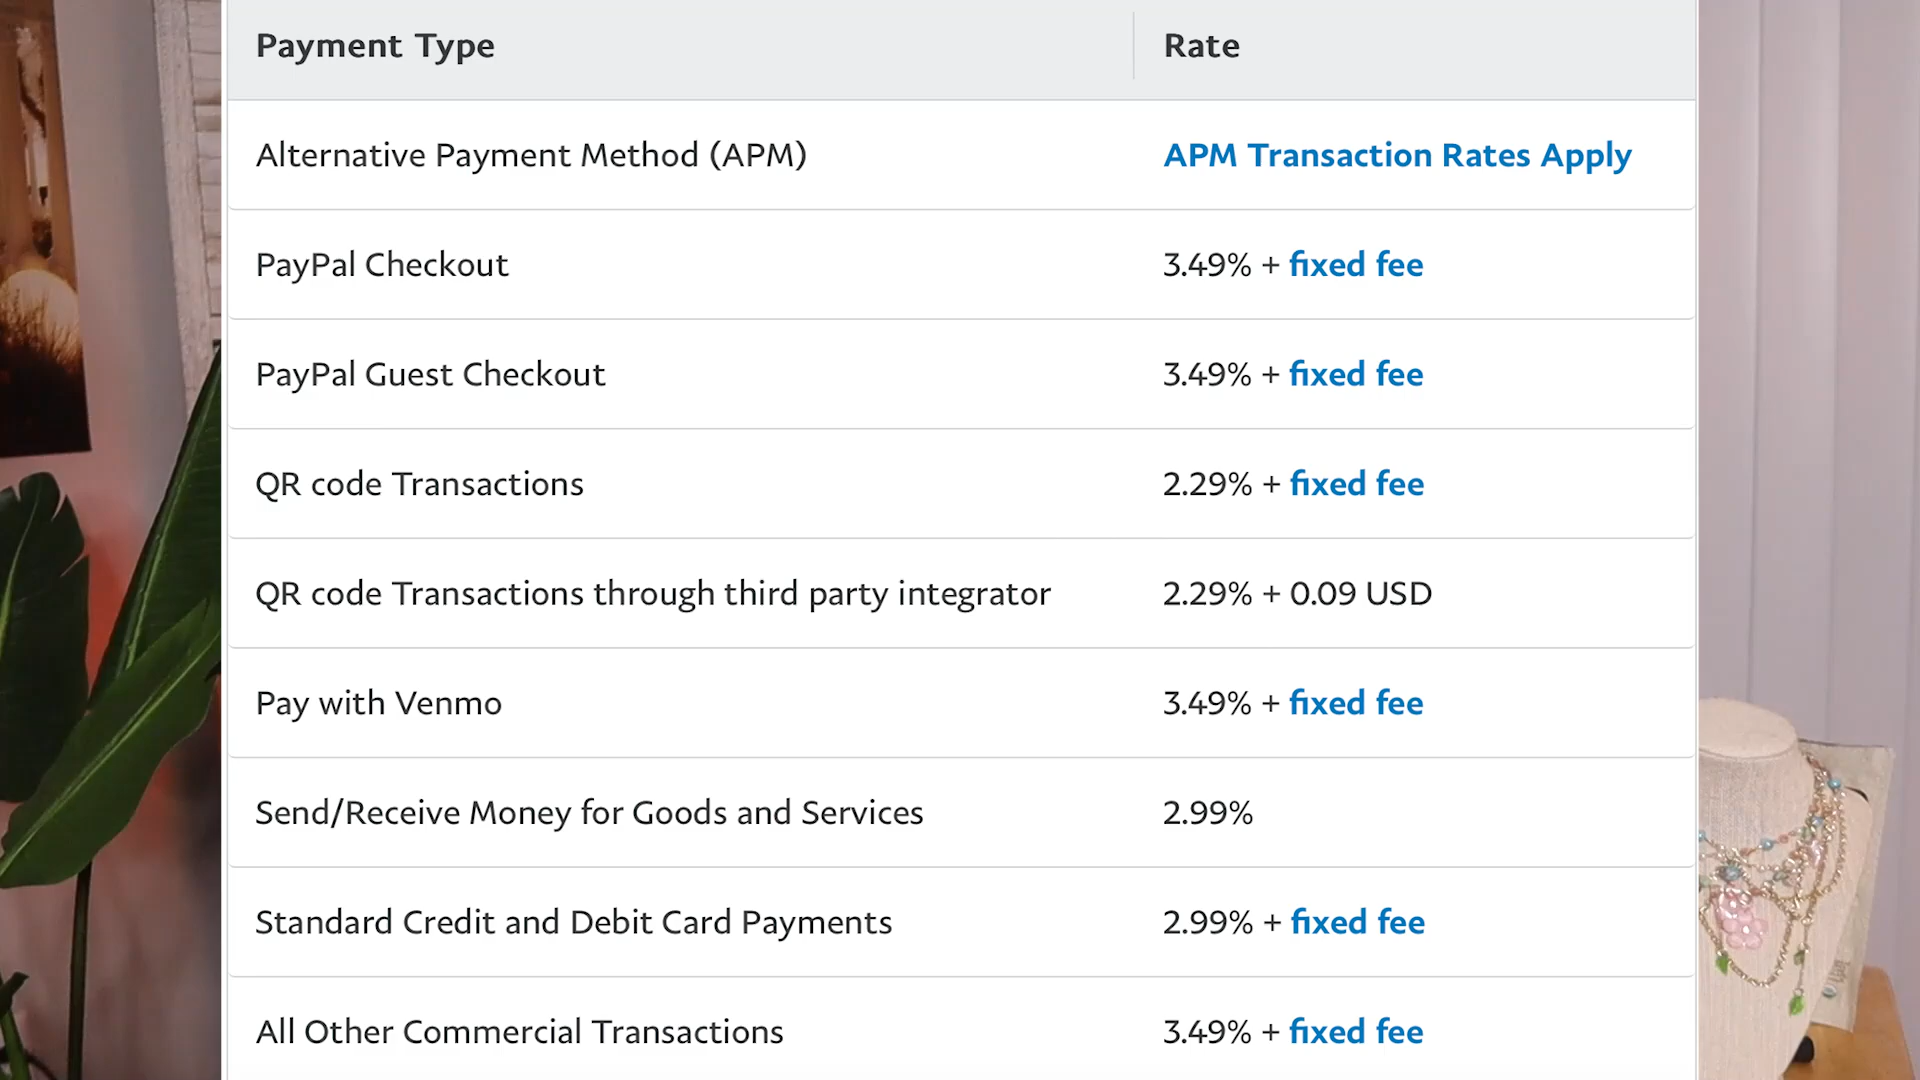 Payment Type Rate
Alternative Payment Method (APM) APM Transaction Rates Apply
PayPal Checkout 3.49% + fixed fee
PayPal Guest Checkout 3.49% + fixed fee
QR code Transactions 2.29% + fixed fee
QR code Transactions through third party integrator 2.29% + 0.09 USD
Pay with Venmo 3.49% + fixed fee
Send/Receive Money for Goods and Services 2.99%
Standard Credit and Debit Card Payments 2.99% + fixed fee
All Other Commercial Transactions 3.49% + fixed fee